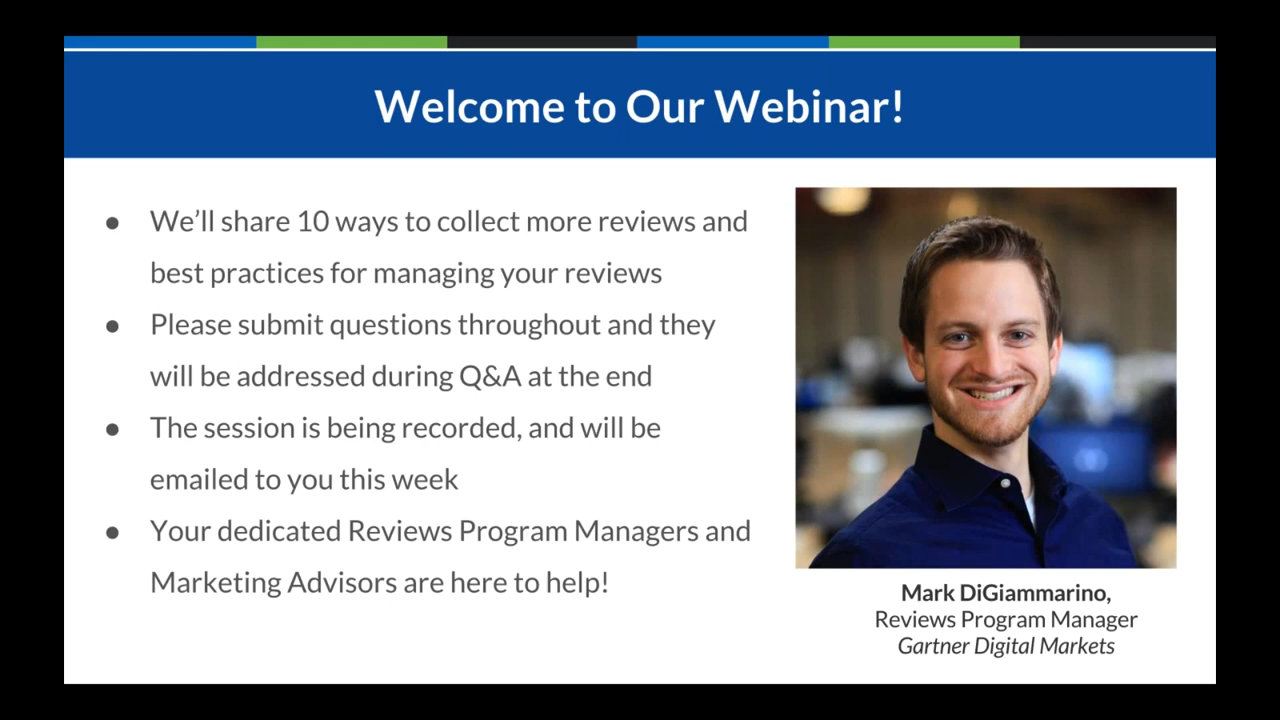 Welcome to Our Webinar!
● We’ll share 10 ways to collect more reviews and
best practices for managing your reviews
● Please submit questions throughout and they
will be addressed during Q&A at the end
● The session is being recorded, and will be
emailed to you this week
● Your dedicated Reviews Program Managers and
Marketing Advisors are here to help!
Mark DiGiammarino,
Reviews Program Manager
Gartner Digital Markets